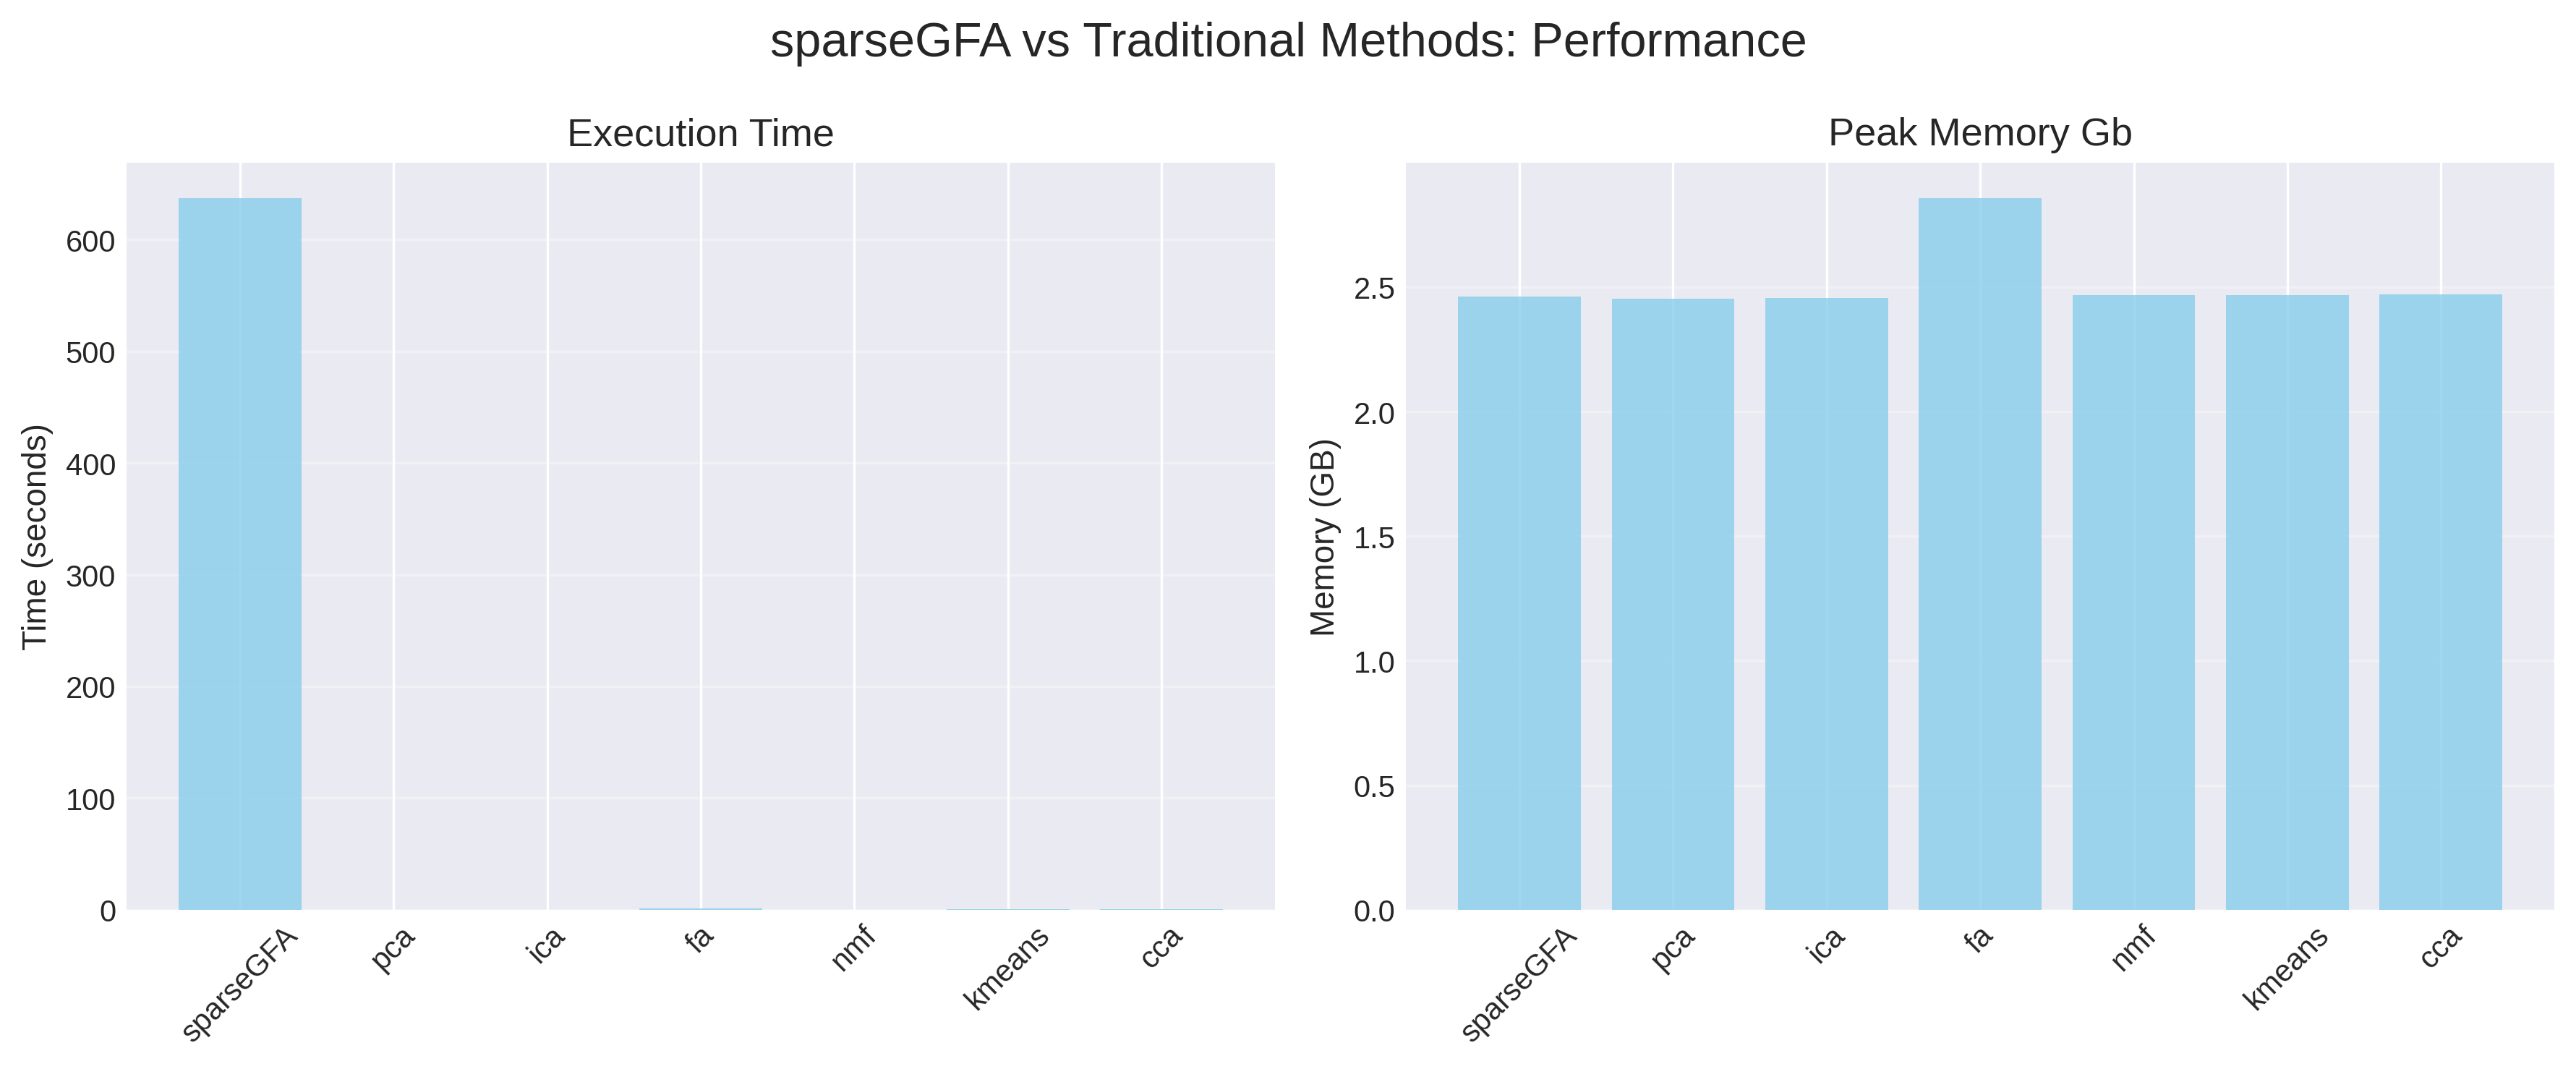 sparseGFA vs Traditional Methods: Performance
Execution Time
Time (seconds)
600
500
400
300
200
100
0
sparseGFA
pca
ica
fa
nmf
kmeans
cca
Peak Memory Gb
Memory (GB)
2.5
2.0
1.5
1.0
0.5
0.0
sparseGFA
pca
ica
fa
nmf
kmeans
cca